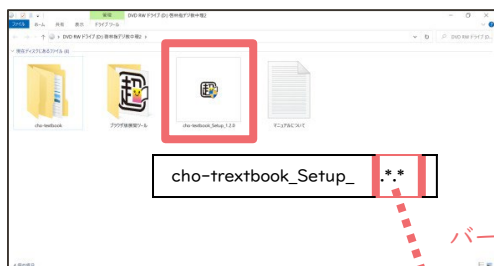 管理 DVD RW ドライブ (D:) 啓林館デジ教中理2
ファイル ホーム 共有 表示 ドライブ ツール
DVD RW ドライブ (D:) 啓林館デジ教中理2
cho-textbook
ブラウザ版接続ツール
cho-textbook_Setup_1.2.0
マニュアルについて
cho-trextbook_Setup_ *.*
バー